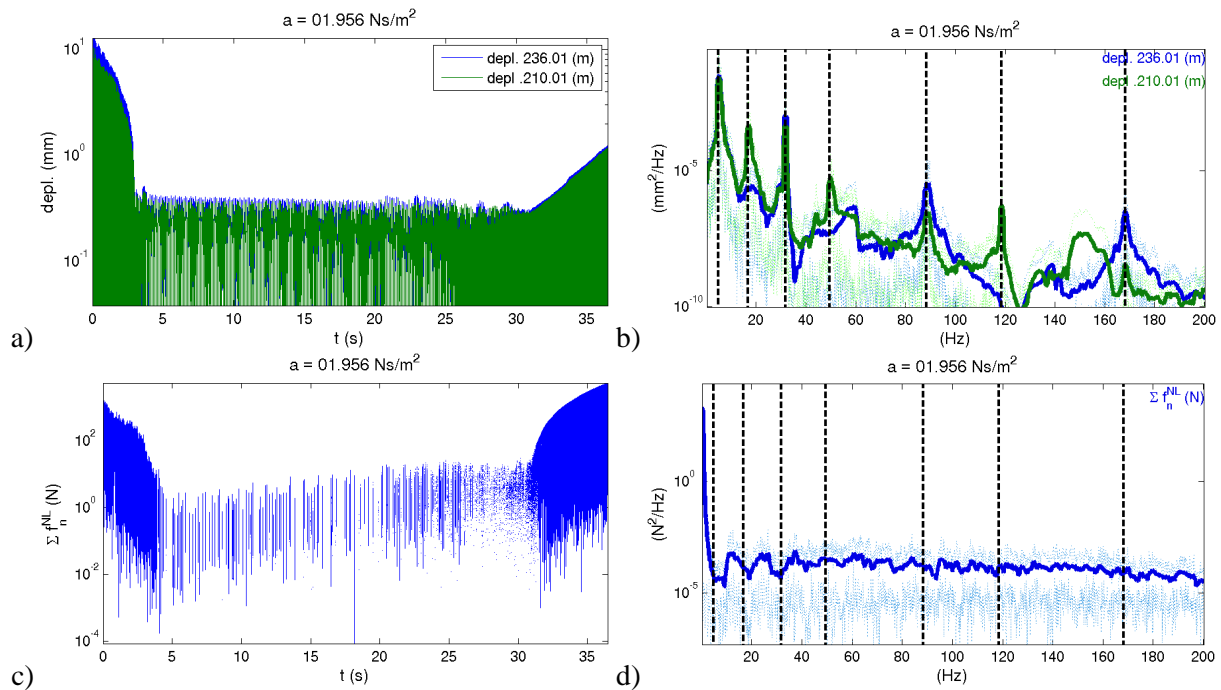 a = 01.956 Ns/m²
depl. (mm)
10¹
10⁰
10⁻¹
depl. 236.01 (m)
depl .210.01 (m)
0 5 10 15 20 25 30 35
t (s)
a)
a = 01.956 Ns/m²
(mm²/Hz)
10⁻⁵
10⁻¹⁰
depl. 236.01 (m)
depl .210.01 (m)
20 40 60 80 100 120 140 160 180 200
(Hz)
b)
a = 01.956 Ns/m²
Σ fₙᴺᴸ (N)
10²
10⁰
10⁻²
10⁻⁴
0 5 10 15 20 25 30 35
t (s)
c)
a = 01.956 Ns/m²
(N²/Hz)
10⁰
10⁻⁵
Σ fₙᴺᴸ (N)
20 40 60 80 100 120 140 160 180 200
(Hz)
d)